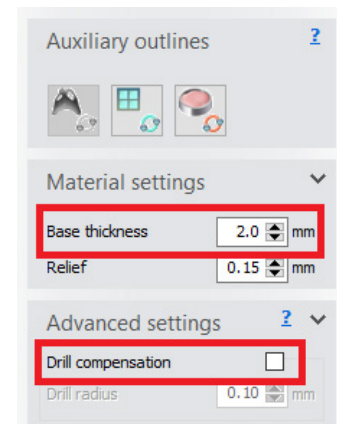 Auxiliary outlines ?
Material settings
Base thickness 2.0 mm
Relief 0.15 mm
Advanced settings ?
Drill compensation
Drill radius 0.10 mm